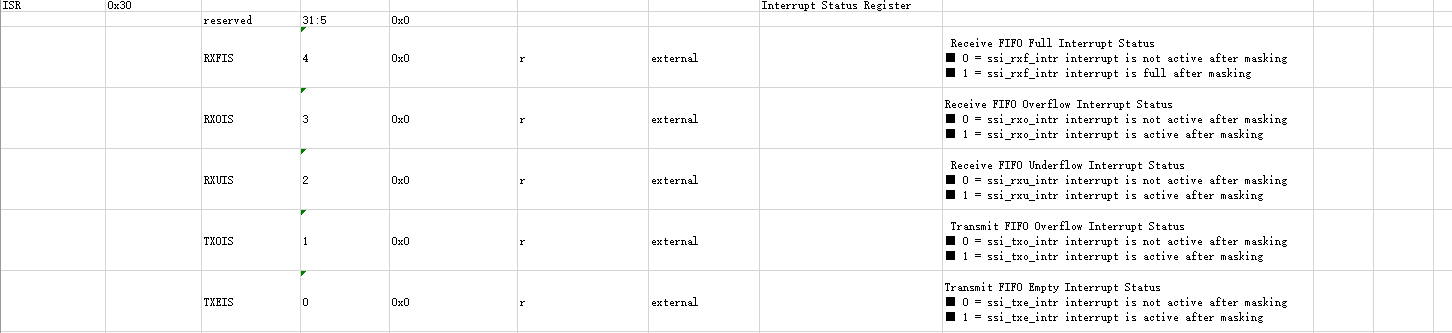 ISR 0x30 Interrupt Status Register
reserved 31:5 0x0
Receive FIFO Full Interrupt Status
RXFIS 4 0x0 r external ■ 0 = ssi_rxf_intr interrupt is not active after masking
■ 1 = ssi_rxf_intr interrupt is full after masking
Receive FIFO Overflow Interrupt Status
RXOIS 3 0x0 r external ■ 0 = ssi_rxo_intr interrupt is not active after masking
■ 1 = ssi_rxo_intr interrupt is active after masking
Receive FIFO Underflow Interrupt Status
RXUIS 2 0x0 r external ■ 0 = ssi_rxu_intr interrupt is not active after masking
■ 1 = ssi_rxu_intr interrupt is active after masking
Transmit FIFO Overflow Interrupt Status
TXOIS 1 0x0 r external ■ 0 = ssi_txo_intr interrupt is not active after masking
■ 1 = ssi_txo_intr interrupt is active after masking
Transmit FIFO Empty Interrupt Status
TXEIS 0 0x0 r external ■ 0 = ssi_txe_intr interrupt is not active after masking
■ 1 = ssi_txe_intr interrupt is active after masking